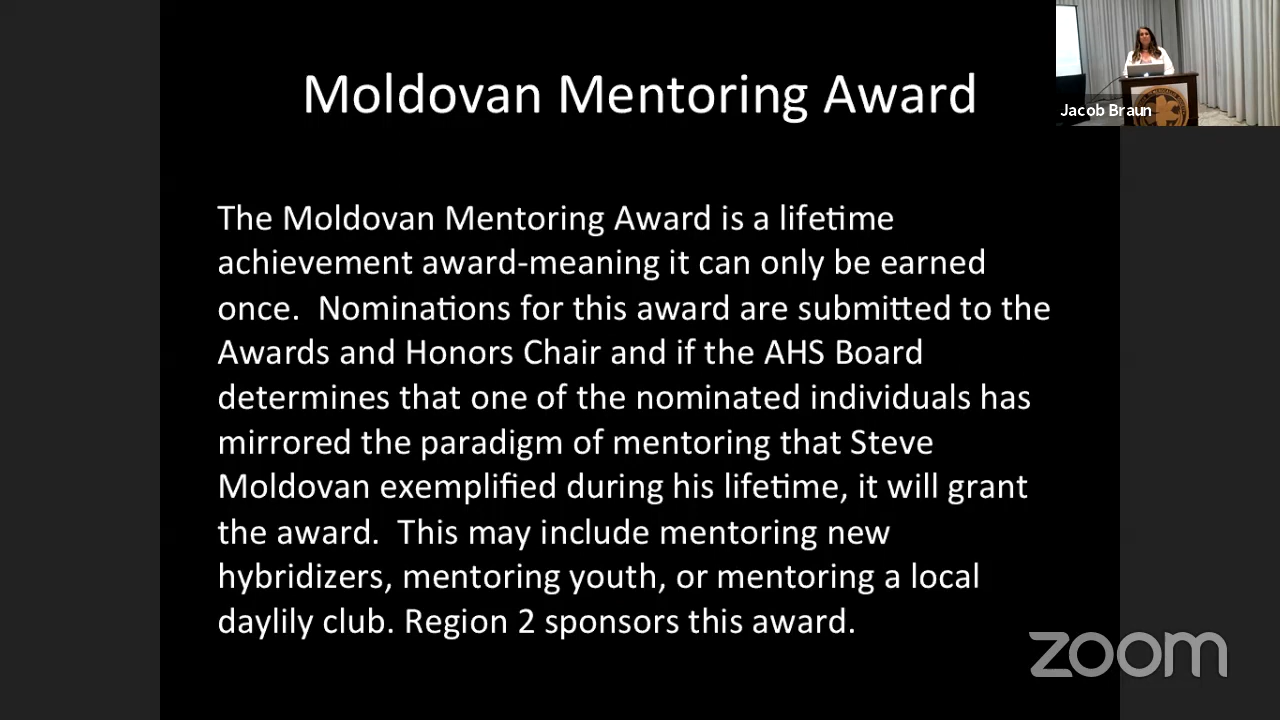 Moldovan Mentoring Award
Jacob Braun
The Moldovan Mentoring Award is a lifetime
achievement award-meaning it can only be earned
once.  Nominations for this award are submitted to the
Awards and Honors Chair and if the AHS Board
determines that one of the nominated individuals has
mirrored the paradigm of mentoring that Steve
Moldovan exemplified during his lifetime, it will grant
the award.  This may include mentoring new
hybridizers, mentoring youth, or mentoring a local
daylily club. Region 2 sponsors this award.
zoom